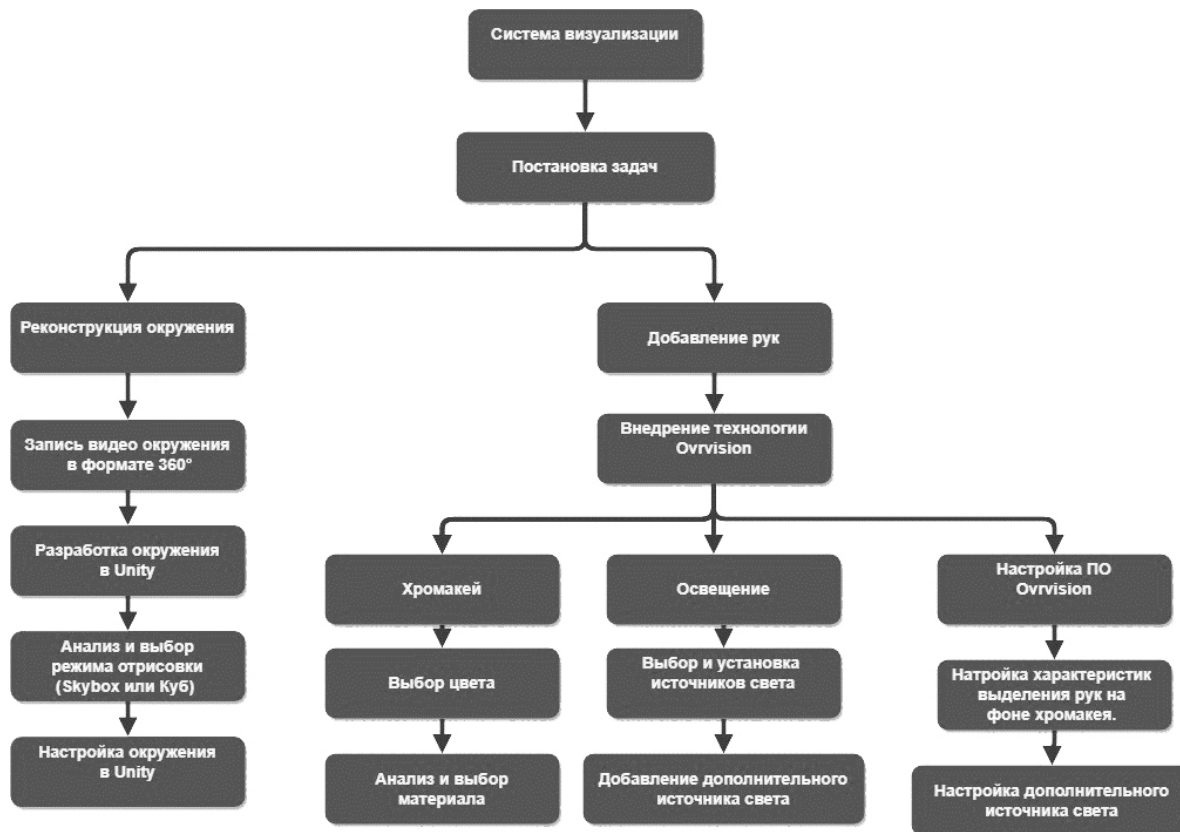 Система визуализации
Постановка задач
Реконструкция окружения
Добавление рук
Запись видео окружения
в формате 360°
Внедрение технологии
Ovrvision
Разработка окружения
в Unity
Хромакей
Освещение
Настройка ПО
Ovrvision
Анализ и выбор
режима отрисовки
(Skybox или Куб)
Выбор цвета
Выбор и установка
источников света
Натройка характеристик
выделения рук на
фоне хромакея.
Настройка окружения
в Unity
Анализ и выбор
материала
Добавление дополнительного
источника света
Настройка дополнительного
источника света